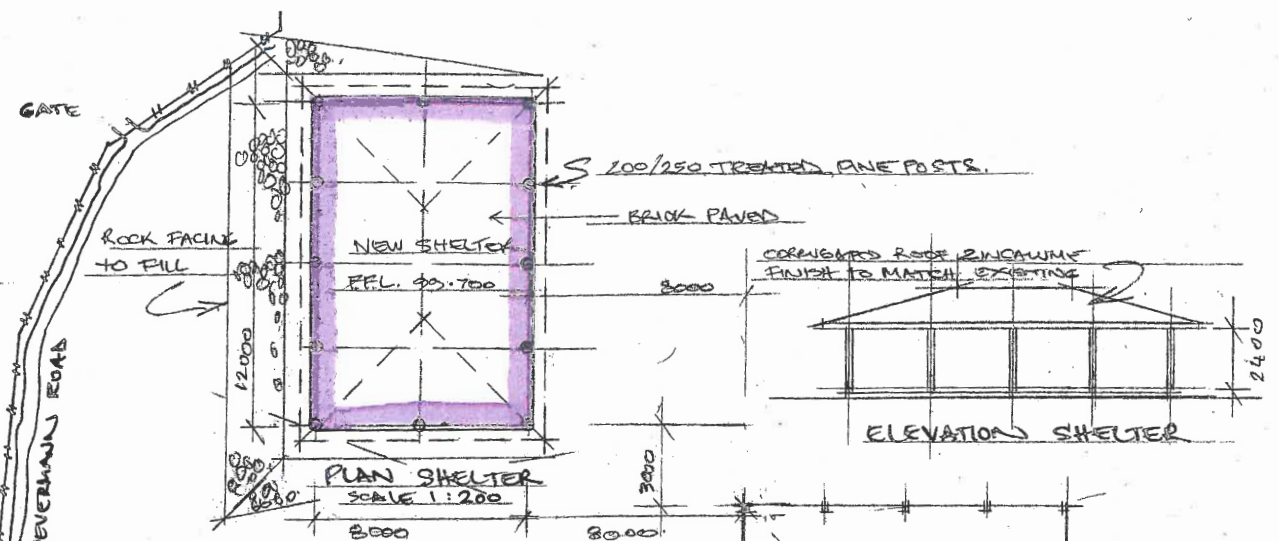 GATE
200/250 TREATED PINE POSTS.
BRICK PAVED
ROCK FACING
TO FILL
NEW SHELTER
F.F.L. 99.700
CORRUGATED ROOF ZINCALUME
FINISH TO MATCH EXISTING
8000
12000
2400
ELEVATION SHELTER
PLAN SHELTER
SCALE 1:200
3000
8000
8000
EVERMANN ROAD